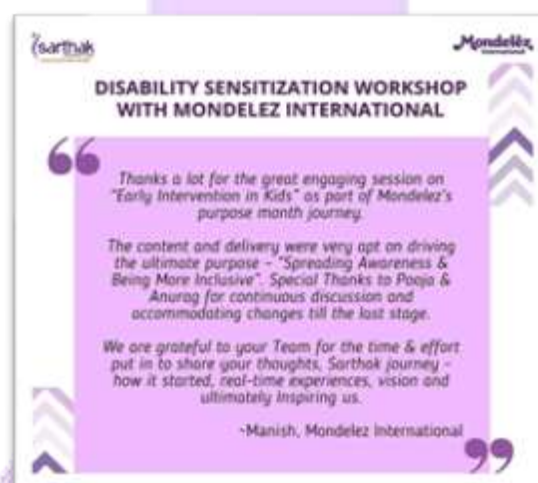 sarthak
Mondelēz
International
DISABILITY SENSITIZATION WORKSHOP
WITH MONDELEZ INTERNATIONAL
Thanks a lot for the great engaging session on
"Early Intervention in Kids" as part of Mondelez's
purpose month journey.
The content and delivery were very apt on driving
the ultimate purpose - "Spreading Awareness &
Being More Inclusive". Special Thanks to Pooja &
Anurag for continuous discussion and
accommodating changes till the last stage.
We are grateful to your Team for the time & effort
put in to share your thoughts, Sarthak journey -
how it started, real-time experiences, vision and
ultimately Inspiring us.
~Manish, Mondelez International